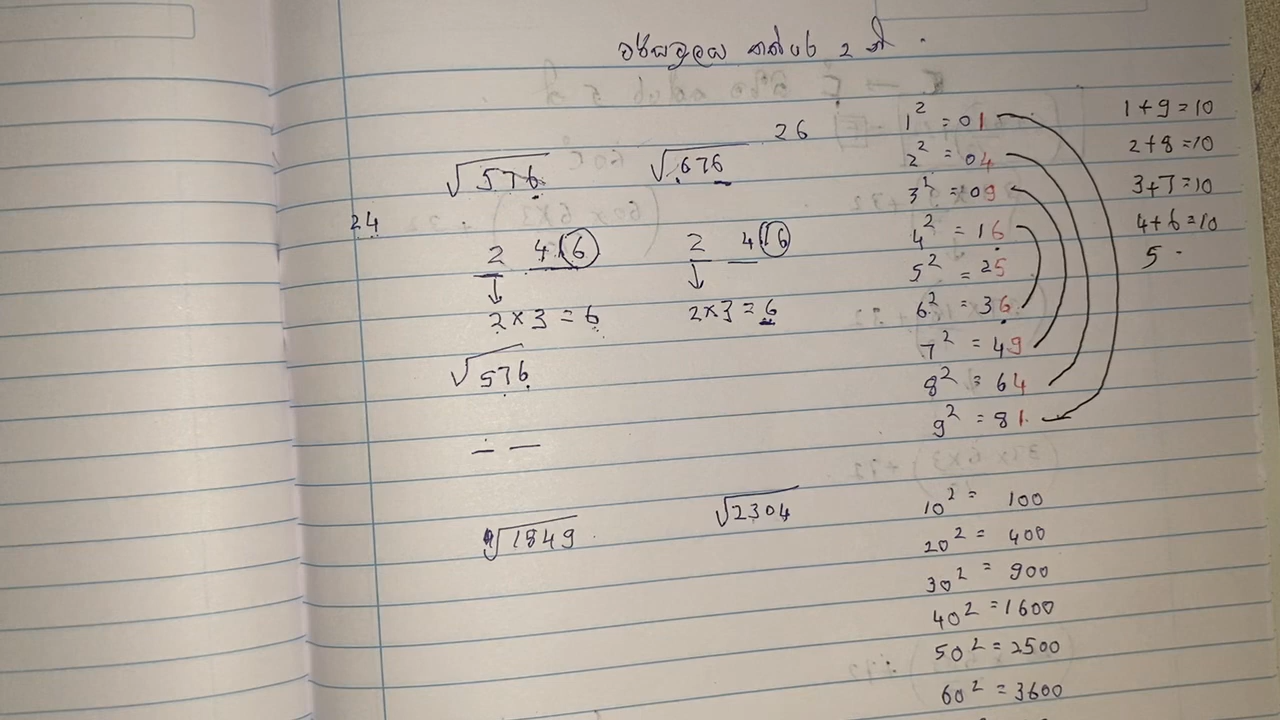 වර්ගමූලය තත්පර 2 න්.
26
√576 √676
24
2 4/6 2 4/6
2×3 = 6 2×3 = 6
√576
√1849 √2304
1² = 01
2² = 04
3² = 09
4² = 16
5² = 25
6² = 36
7² = 49
8² = 64
9² = 81
10² = 100
20² = 400
30² = 900
40² = 1600
50² = 2500
60² = 3600
1+9=10
2+8=10
3+7=10
4+6=10
5 -